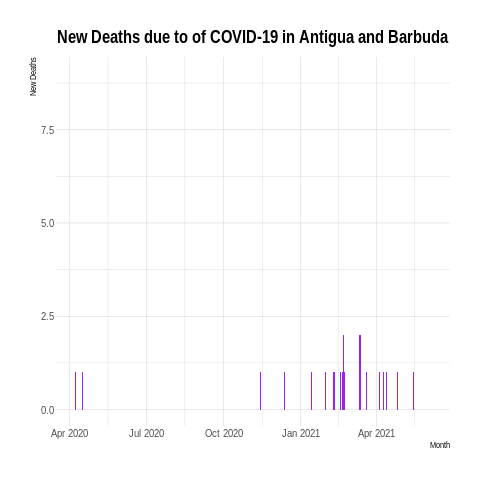 New Deaths due to of COVID-19 in Antigua and Barbuda
New Deaths
7.5
5.0
2.5
0.0
Apr 2020 Jul 2020 Oct 2020 Jan 2021 Apr 2021
Month